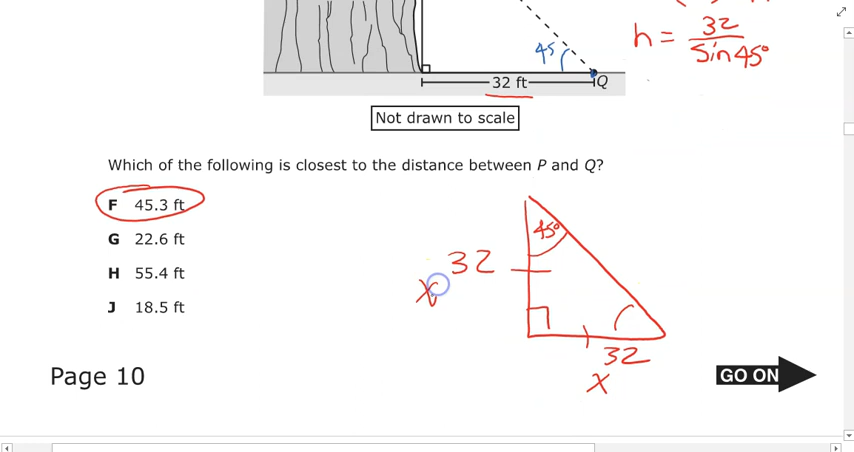 h = 32 / Sin 45°
45
32 ft
Q
Not drawn to scale
Which of the following is closest to the distance between P and Q?
F 45.3 ft
G 22.6 ft
H 55.4 ft
J 18.5 ft
45°
32
x
32
x
Page 10
GO ON